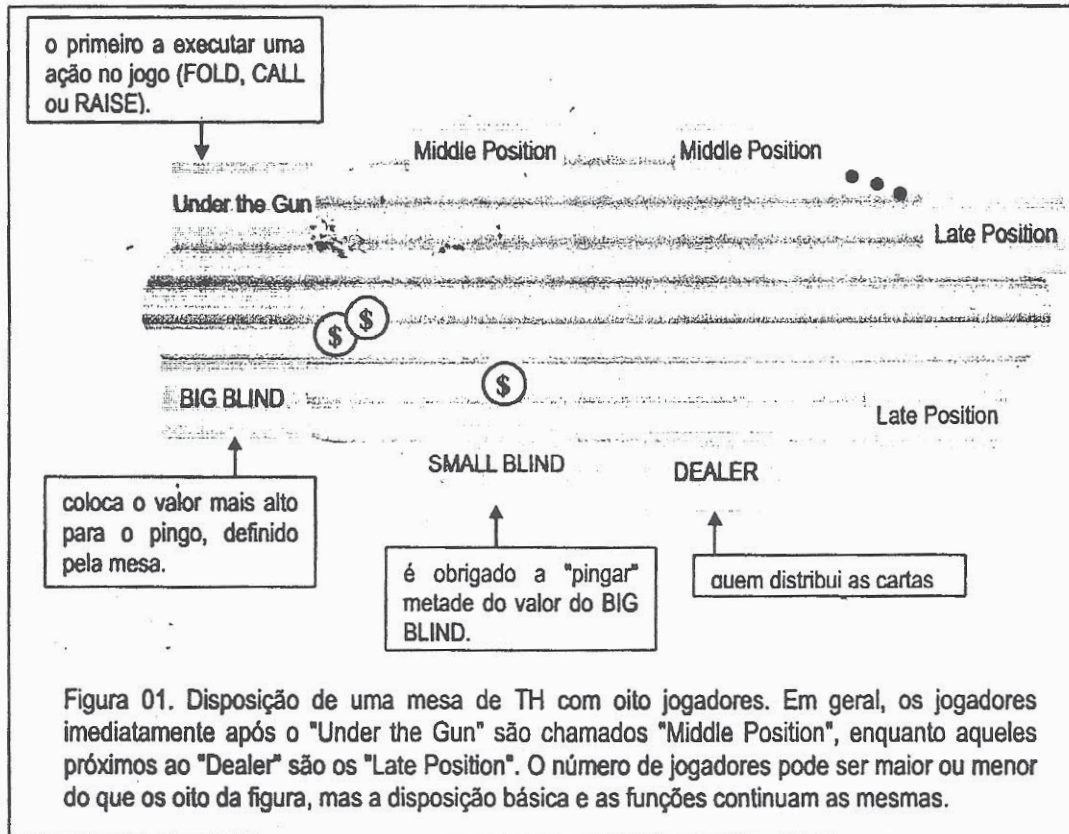 o primeiro a executar uma
ação no jogo (FOLD, CALL
ou RAISE).
Middle Position
Middle Position
Under the Gun
Late Position
$
$
$
BIG BLIND
Late Position
SMALL BLIND
DEALER
coloca o valor mais alto
para o pingo, definido
pela mesa.
é obrigado a "pingar"
metade do valor do BIG
BLIND.
quem distribui as cartas
Figura 01. Disposição de uma mesa de TH com oito jogadores. Em geral, os jogadores
imediatamente após o "Under the Gun" são chamados "Middle Position", enquanto aqueles
próximos ao "Dealer" são os "Late Position". O número de jogadores pode ser maior ou menor
do que os oito da figura, mas a disposição básica e as funções continuam as mesmas.